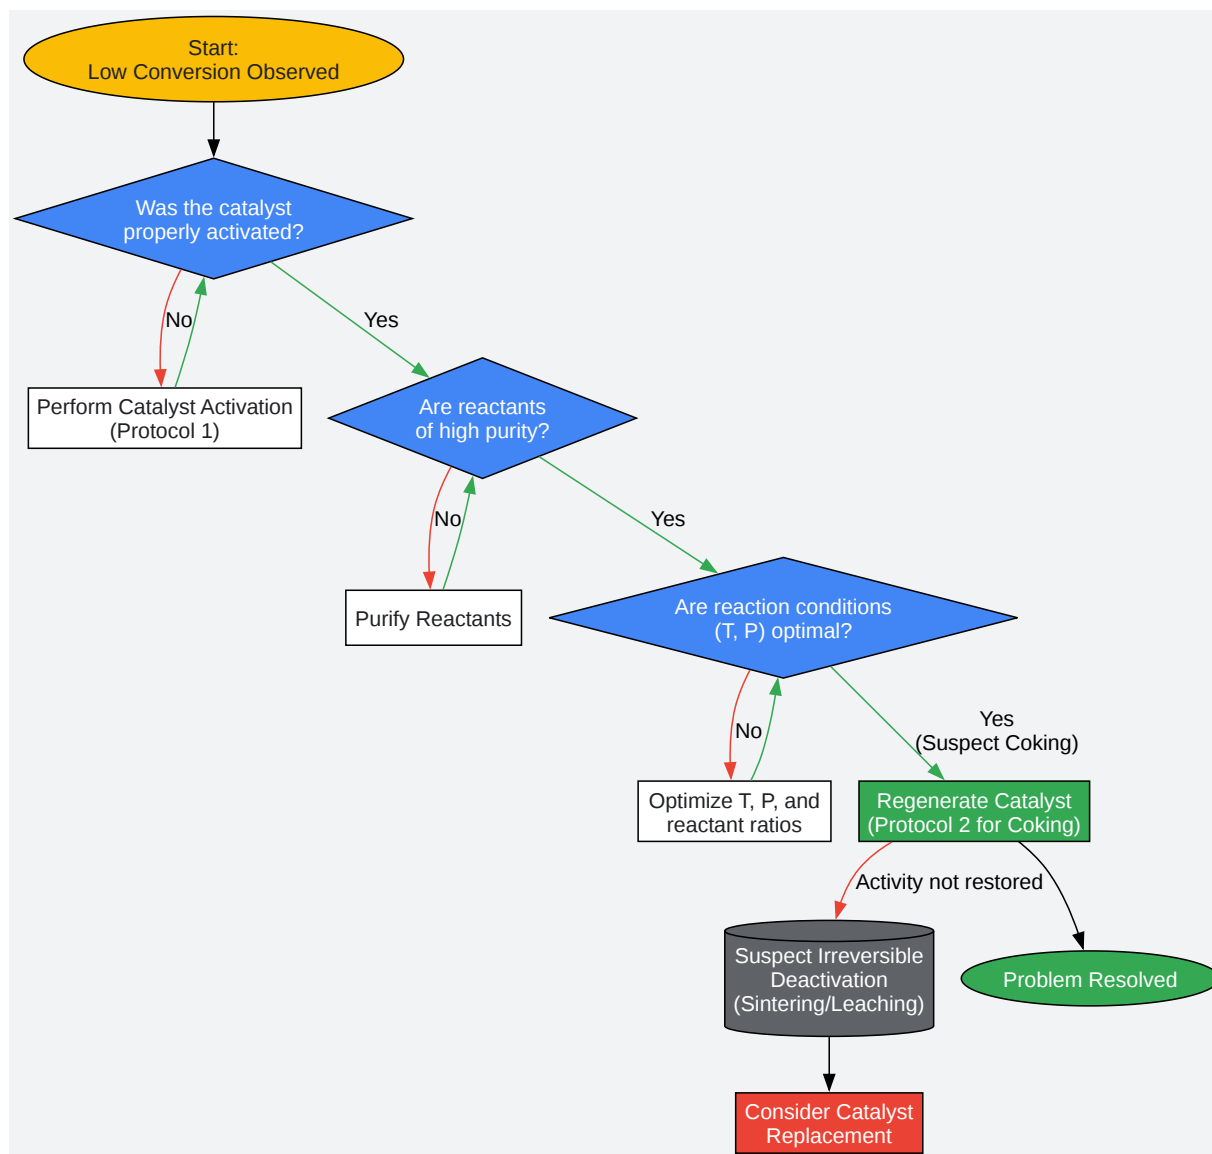 Start:
Low Conversion Observed
Was the catalyst
properly activated?
No
Yes
Perform Catalyst Activation
(Protocol 1)
Are reactants
of high purity?
No
Yes
Purify Reactants
Are reaction conditions
(T, P) optimal?
No
Yes
(Suspect Coking)
Optimize T, P, and
reactant ratios
Regenerate Catalyst
(Protocol 2 for Coking)
Activity not restored
Suspect Irreversible
Deactivation
(Sintering/Leaching)
Problem Resolved
Consider Catalyst
Replacement